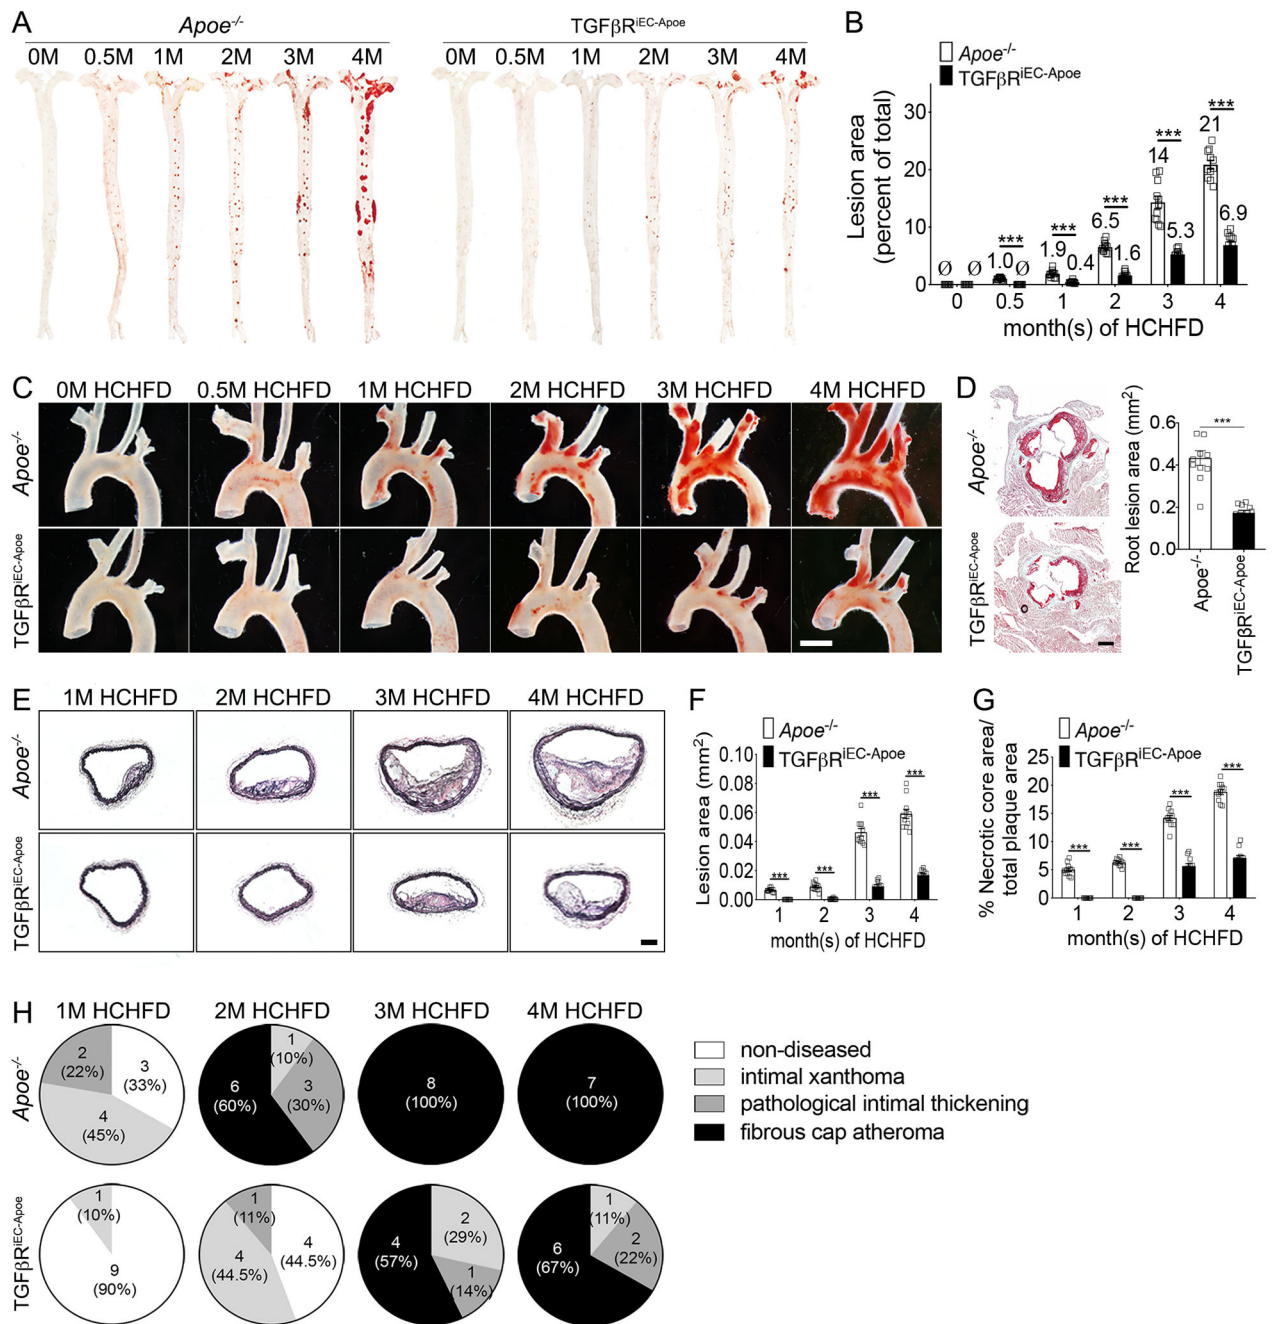 A
Apoe-/-
TGFβRiEC-Apoe
0M 0.5M 1M 2M 3M 4M
0M 0.5M 1M 2M 3M 4M
B
Apoe-/-
TGFβRiEC-Apoe
Lesion area
(percent of total)
30
20
10
0
Ø Ø 1.0 *** Ø 1.9 *** 0.4 6.5 *** 1.6 14 *** 5.3 21 *** 6.9
0 0.5 1 2 3 4
month(s) of HCHFD
C
0M HCHFD 0.5M HCHFD 1M HCHFD 2M HCHFD 3M HCHFD 4M HCHFD
Apoe-/-
TGFβRiEC-Apoe
D
Apoe-/-
TGFβRiEC-Apoe
Root lesion area (mm2)
0.6
0.4
0.2
0.0
***
Apoe-/-
TGFβRiEC-Apoe
E
1M HCHFD 2M HCHFD 3M HCHFD 4M HCHFD
Apoe-/-
TGFβRiEC-Apoe
F
Apoe-/-
TGFβRiEC-Apoe
Lesion area (mm2)
0.10
0.08
0.06
0.04
0.02
0.00
*** *** *** ***
1 2 3 4
month(s) of HCHFD
G
Apoe-/-
TGFβRiEC-Apoe
% Necrotic core area/
total plaque area
25
20
15
10
5
0
*** *** *** ***
1 2 3 4
month(s) of HCHFD
H
1M HCHFD 2M HCHFD 3M HCHFD 4M HCHFD
Apoe-/-
2
(22%)
3
(33%)
4
(45%)
1
(10%)
6
(60%)
3
(30%)
8
(100%)
7
(100%)
non-diseased
intimal xanthoma
pathological intimal thickening
fibrous cap atheroma
TGFβRiEC-Apoe
1
(10%)
9
(90%)
1
(11%)
4
(44.5%)
4
(44.5%)
4
(57%)
2
(29%)
1
(14%)
1
(11%)
2
(22%)
6
(67%)